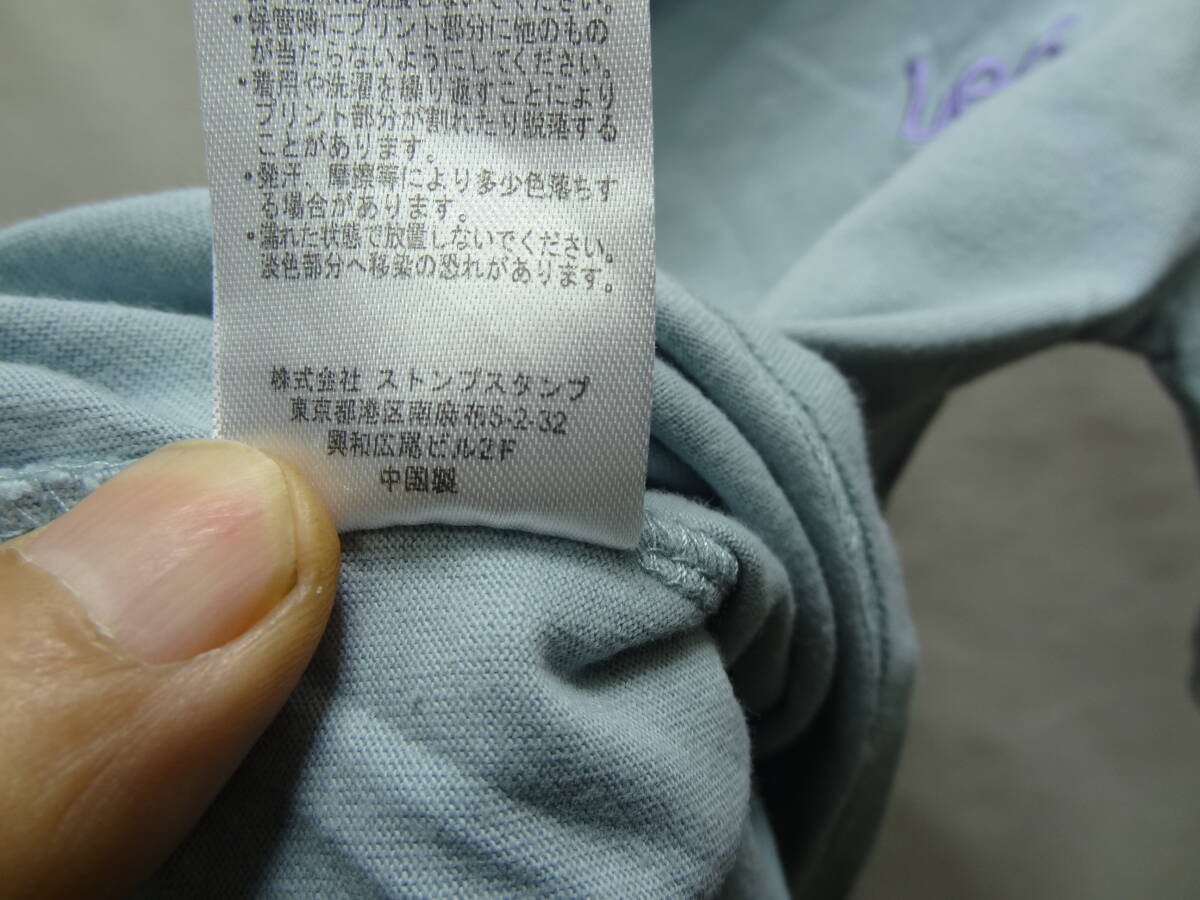 ないでください。
・保管時にプリント部分に他のもの
が当たらないようにしてください。
・着用や洗濯を繰り返すことにより
プリント部分が割れたり脱落する
ことがあります。
・発汗、摩擦等により多少色落ちす
る場合があります。
・濡れた状態で放置しないでください。
淡色部分へ移染の恐れがあります。
株式会社 ストンプスタンプ
東京都港区南麻布5-2-32
興和広尾ビル2F
中国製
Lee